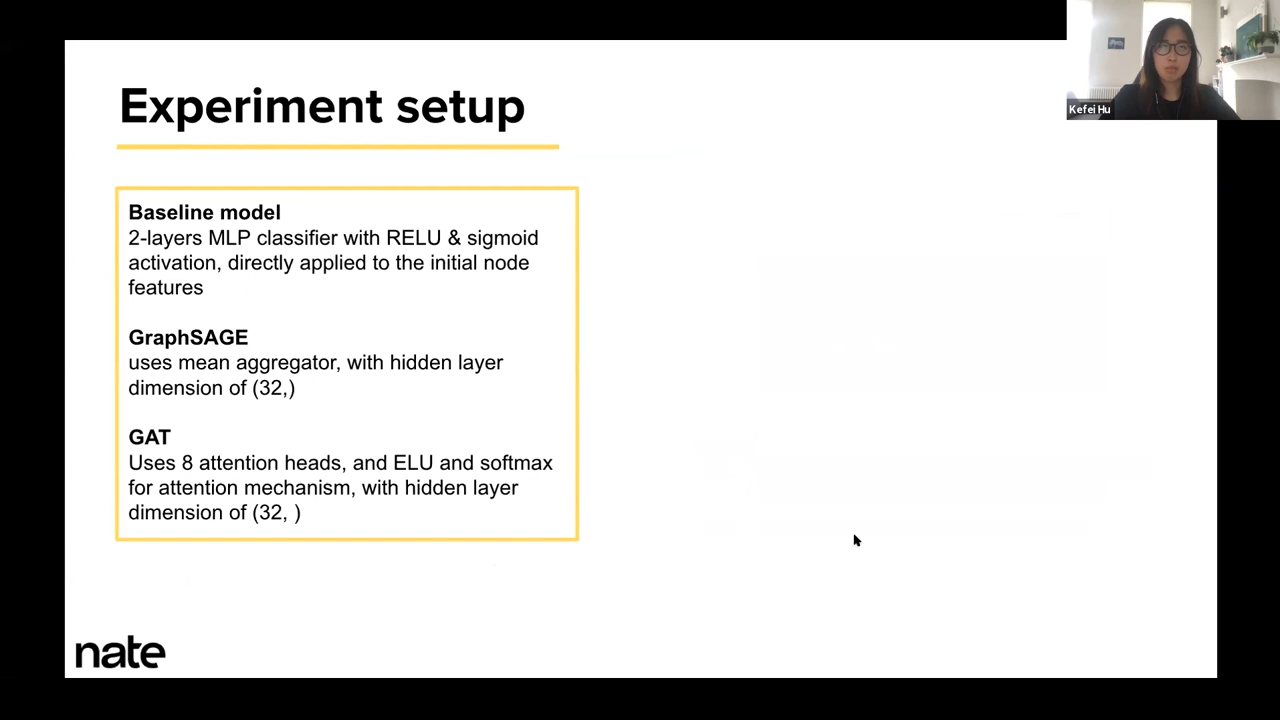 Experiment setup
Kefei Hu
Baseline model
2-layers MLP classifier with RELU & sigmoid
activation, directly applied to the initial node
features
GraphSAGE
uses mean aggregator, with hidden layer
dimension of (32,)
GAT
Uses 8 attention heads, and ELU and softmax
for attention mechanism, with hidden layer
dimension of (32, )
nate